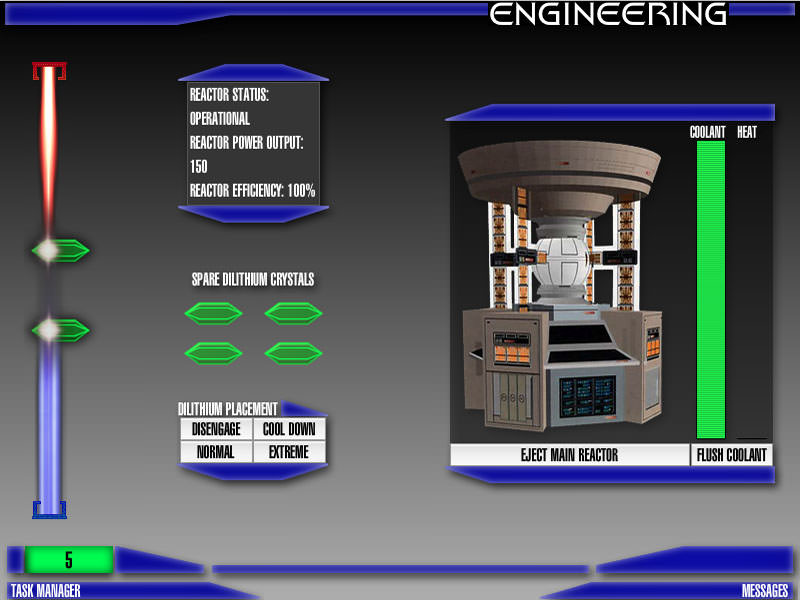 ENGINEERING
REACTOR STATUS:
OPERATIONAL
REACTOR POWER OUTPUT:
150
REACTOR EFFICIENCY: 100%
COOLANT HEAT
SPARE DILITHIUM CRYSTALS
DILITHIUM PLACEMENT
DISENGAGE COOL DOWN
NORMAL EXTREME
EJECT MAIN REACTOR FLUSH COOLANT
5
TASK MANAGER MESSAGES